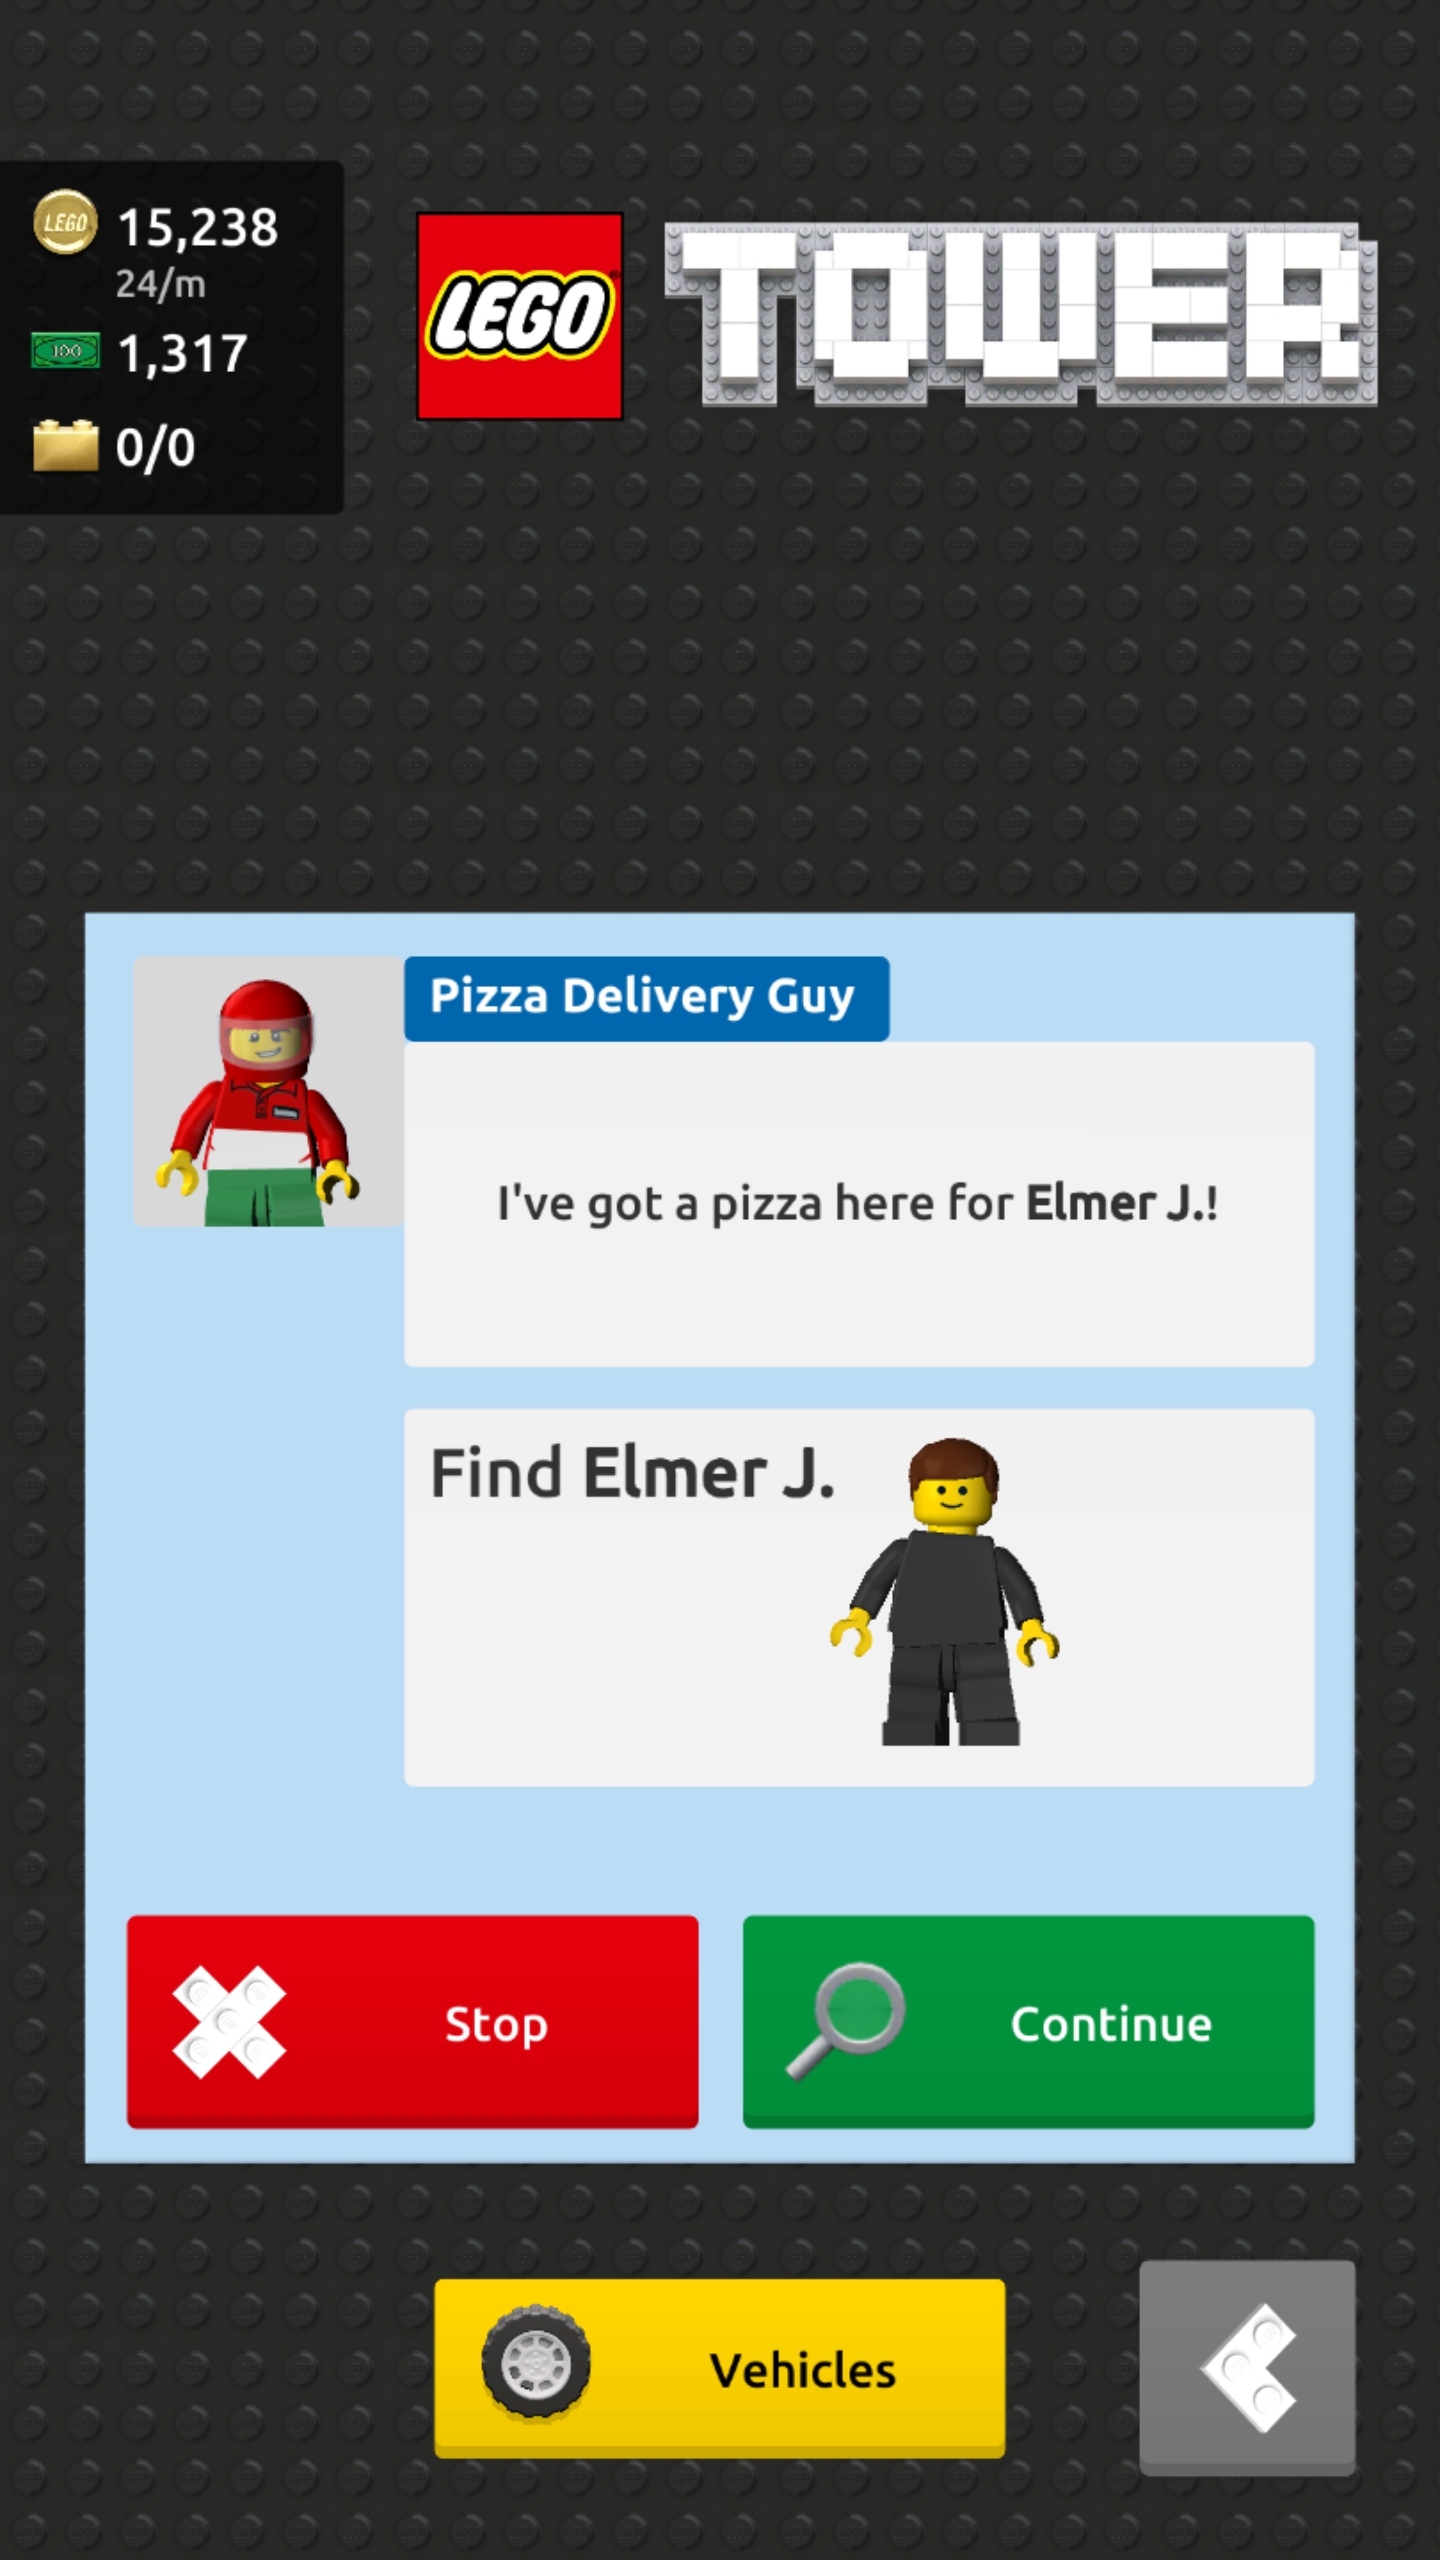 15,238
24/m
100
1,317
0/0
LEGO
LEGO
TOWER
Pizza Delivery Guy
I've got a pizza here for Elmer J.!
Find Elmer J.
Stop
Continue
Vehicles